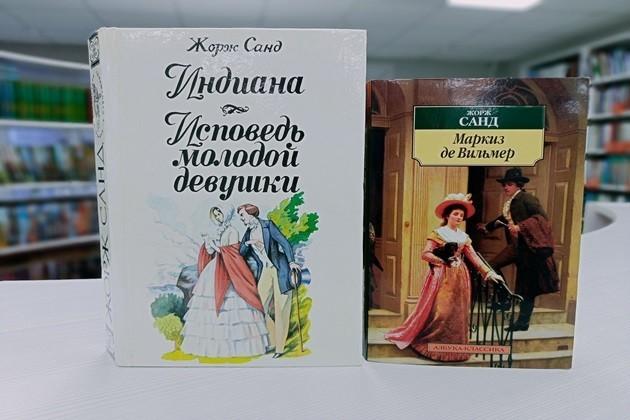 Жорж Санд
Индиана
Исповедь
молодой
девушки
ЖОРЖ САНД
ЖОРЖ
САНД
Маркиз
де Вильмер
АЗБУКА-КЛАССИКА